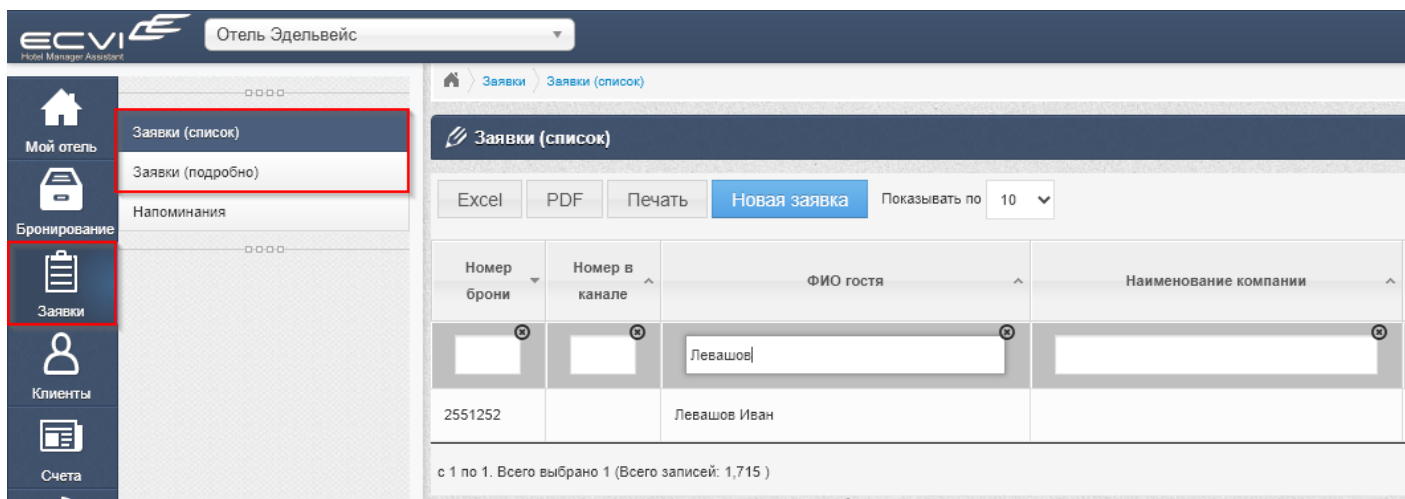 ECVI
Hotel Manager Assistant
Отель Эдельвейс
Мой отель
Бронирование
Заявки
Клиенты
Счета
Заявки (список)
Заявки (подробно)
Напоминания
Заявки Заявки (список)
Заявки (список)
Excel PDF Печать Новая заявка Показывать по 10
Номер брони Номер в канале ФИО гостя Наименование компании
Левашов
2551252 Левашов Иван
с 1 по 1. Всего выбрано 1 (Всего записей: 1,715 )